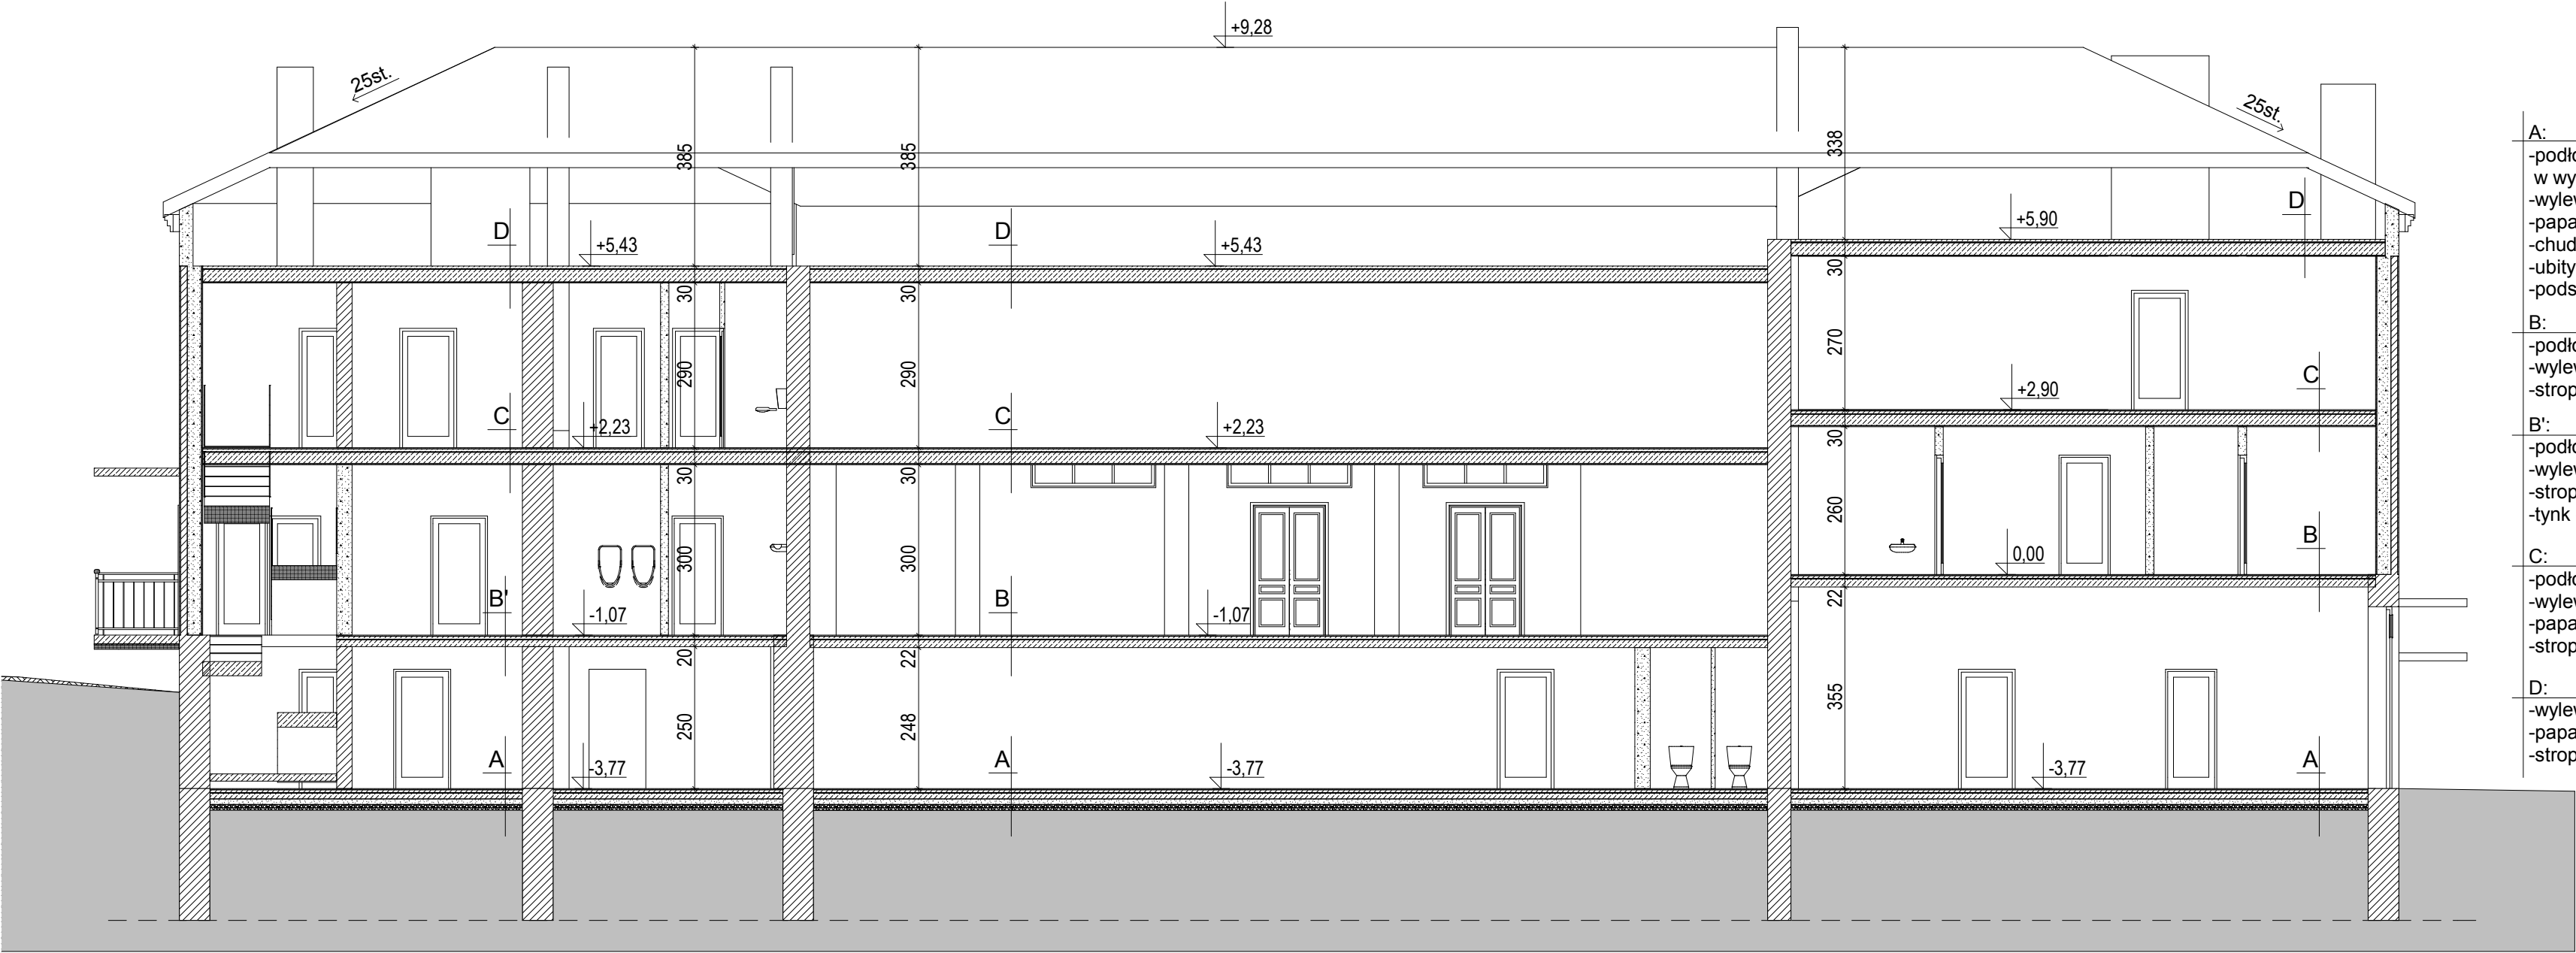 +9,28
25st.
25st.
385
385
338
D
D
D
+5,43
+5,43
+5,90
30
30
30
290
290
270
C
C
C
+2,23
+2,23
+2,90
30
30
30
300
300
260
B'
B
B
-1,07
-1,07
0,00
20
22
22
250
248
355
A
A
A
-3,77
-3,77
-3,77
A:
-podło
w wy
-wylew
-papa
-chud
-ubity
-pods
B:
-podło
-wylew
-strop
B':
-podło
-wylew
-strop
-tynk
C:
-podło
-wylew
-papa
-strop
D:
-wylew
-papa
-strop